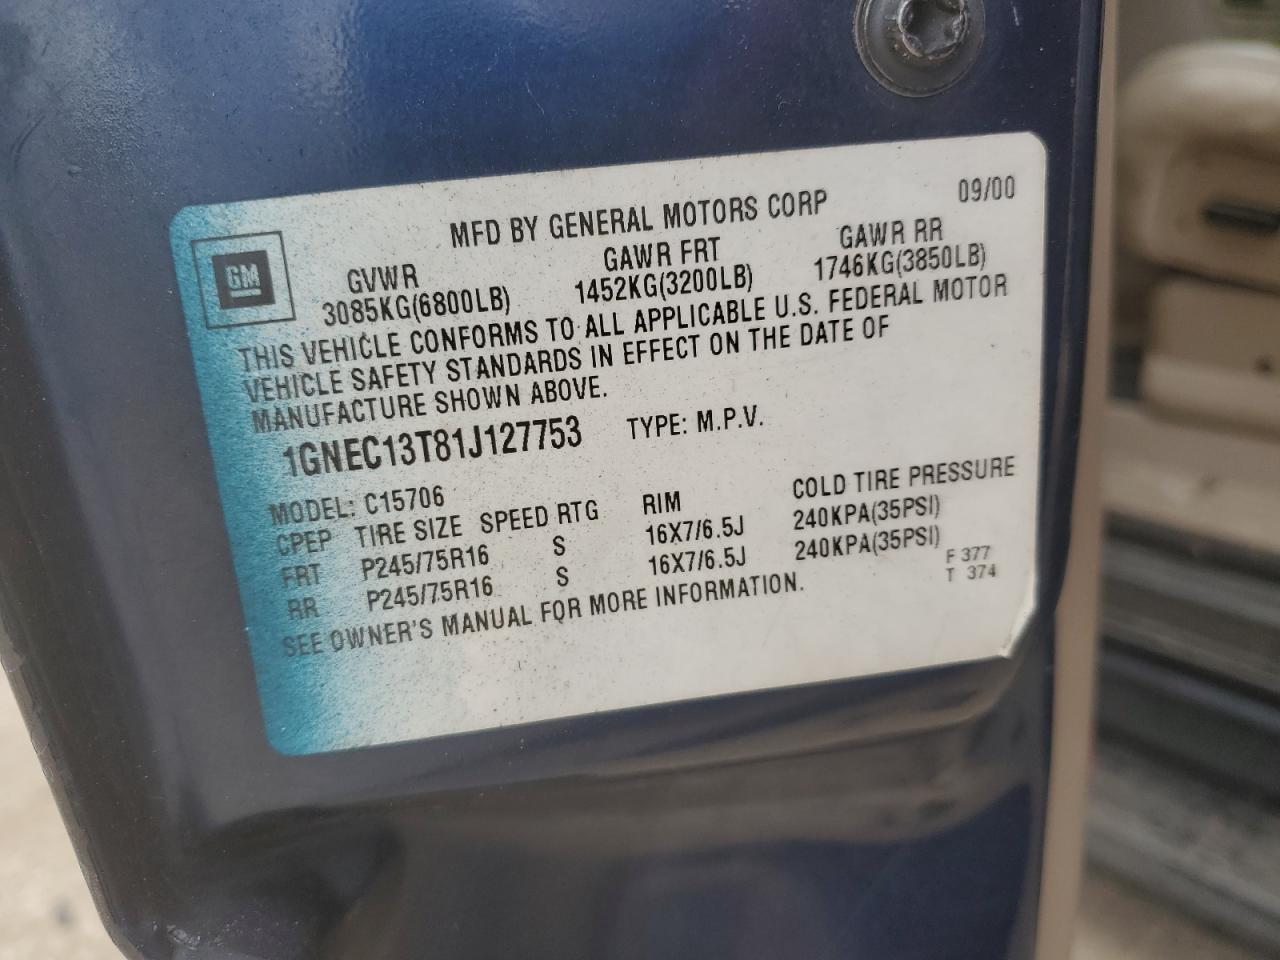 MFD BY GENERAL MOTORS CORP 09/00
GM
GVWR GAWR FRT GAWR RR
3085KG(6800LB) 1452KG(3200LB) 1746KG(3850LB)
THIS VEHICLE CONFORMS TO ALL APPLICABLE U.S. FEDERAL MOTOR
VEHICLE SAFETY STANDARDS IN EFFECT ON THE DATE OF
MANUFACTURE SHOWN ABOVE.
1GNEC13T81J127753 TYPE: M.P.V.
MODEL: C15706
CPEP TIRE SIZE SPEED RTG RIM COLD TIRE PRESSURE
FRT P245/75R16 S 16X7/6.5J 240KPA(35PSI)
RR P245/75R16 S 16X7/6.5J 240KPA(35PSI)
SEE OWNER'S MANUAL FOR MORE INFORMATION.
F 377
T 374